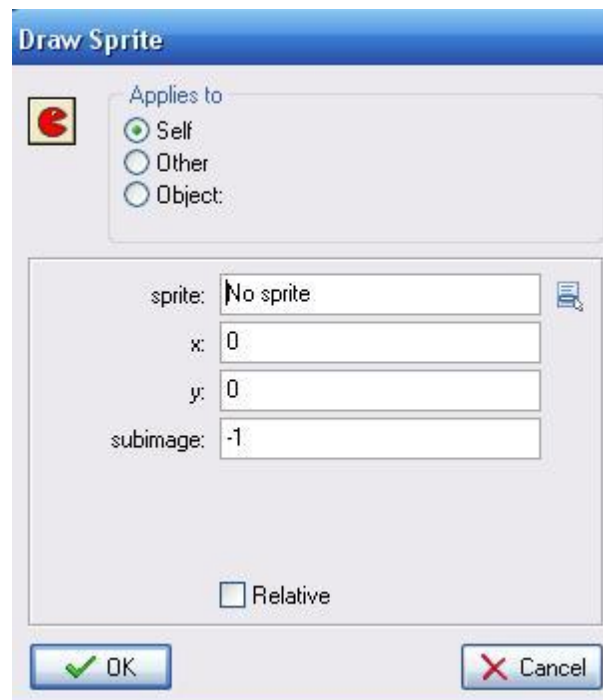 Draw Sprite
Applies to
Self
Other
Object:
sprite: No sprite
x: 0
y: 0
subimage: -1
Relative
OK Cancel